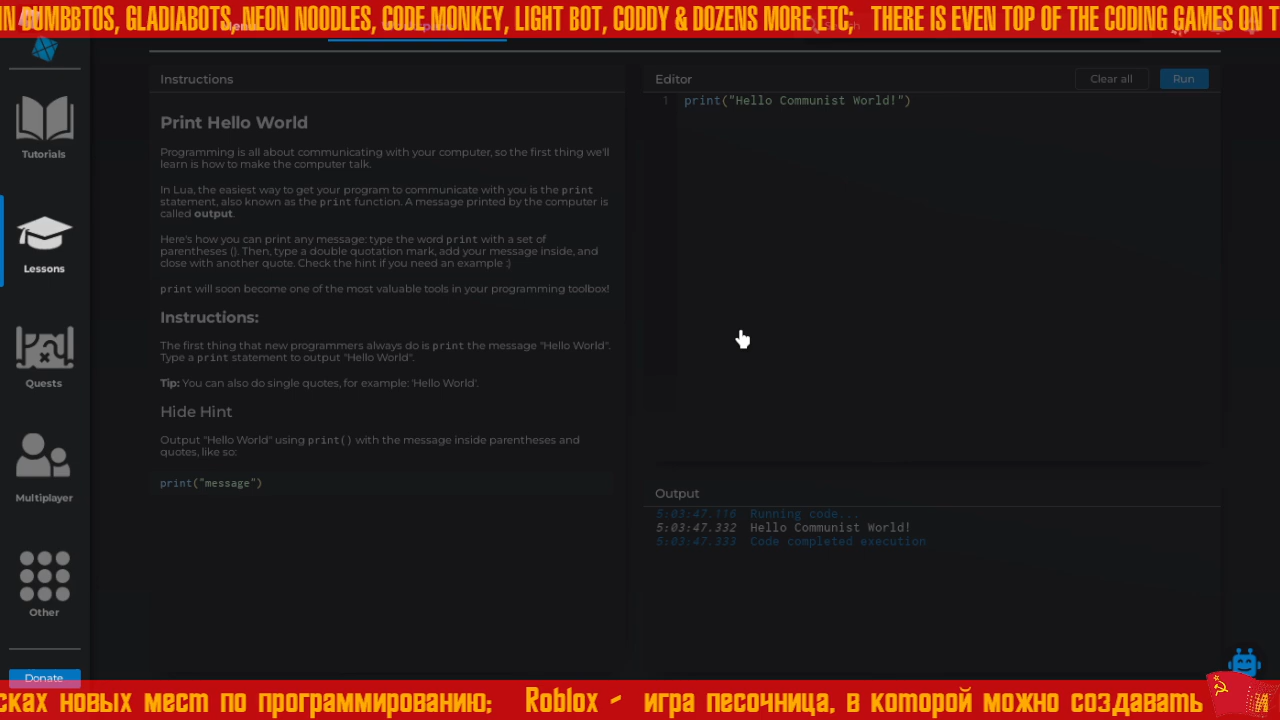 IN NUMBBTOS, GLADIABOTS, NEON NOODLES, CODE MONKEY, LIGHT BOT, CODDY & DOZENS MORE ETC;   THERE IS EVEN TOP OF THE CODING GAMES ON T
Tutorials
Lessons
Quests
Multiplayer
Other
Donate
Instructions
Print Hello World
Programming is all about communicating with your computer, so the first thing we'll
learn is how to make the computer talk.
In Lua, the easiest way to get your program to communicate with you is the print
statement, also known as the print function. A message printed by the computer is
called output.
Here's how you can print any message: type the word print with a set of
parentheses (). Then, type a double quotation mark, add your message inside, and
close with another quote. Check the hint if you need an example :)
print will soon become one of the most valuable tools in your programming toolbox!
Instructions:
The first thing that new programmers always do is print the message "Hello World".
Type a print statement to output "Hello World".
Tip: You can also do single quotes, for example: 'Hello World'.
Hide Hint
Output "Hello World" using print() with the message inside parentheses and
quotes, like so:
print("message")
Editor
Clear all
Run
1 print("Hello Communist World!")
Output
5:03:47.116 Running code...
5:03:47.332 Hello Communist World!
5:03:47.333 Code completed execution
сках новых мест по программированию;   Roblox - игра песочница, в которой можно создавать